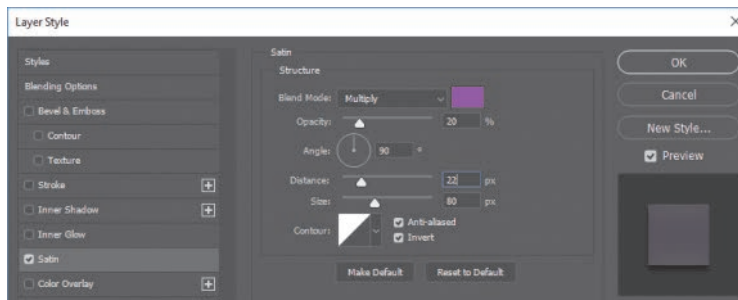 Layer Style
Styles
Blending Options
Bevel & Emboss
Contour
Texture
Stroke
Inner Shadow
Inner Glow
Satin
Color Overlay
Satin
Structure
Blend Mode: Multiply
Opacity: 20 %
Angle: 90 °
Distance: 22 px
Size: 80 px
Contour: Anti-aliased
Invert
Make Default Reset to Default
OK
Cancel
New Style...
Preview